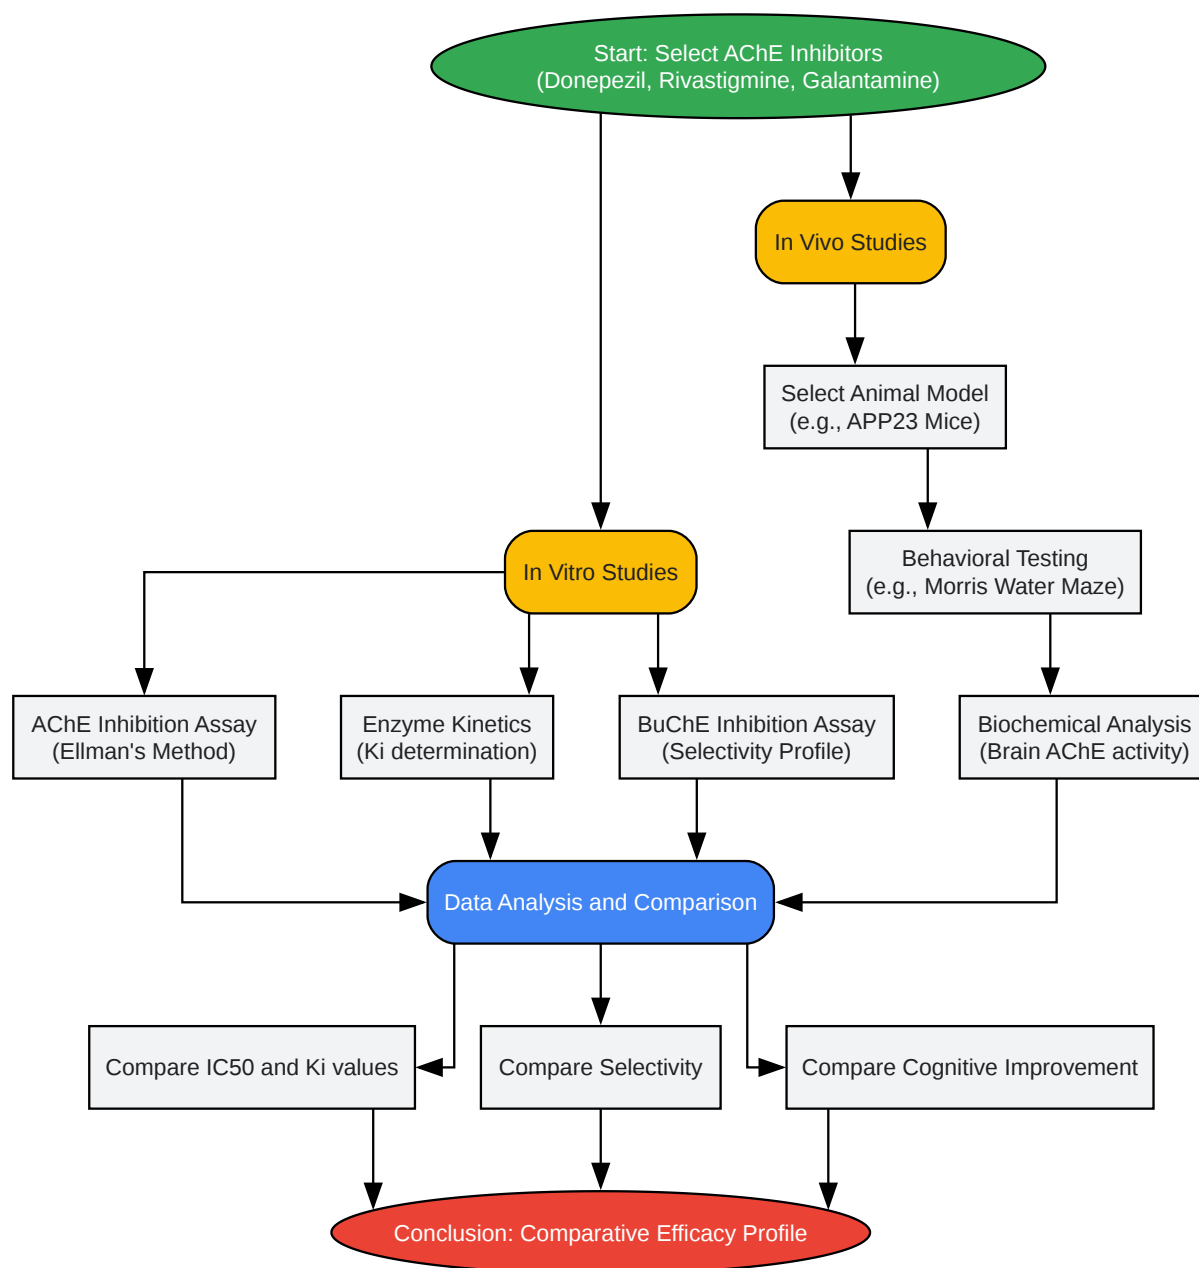 Start: Select AChE Inhibitors
(Donepezil, Rivastigmine, Galantamine)
In Vivo Studies
Select Animal Model
(e.g., APP23 Mice)
In Vitro Studies
Behavioral Testing
(e.g., Morris Water Maze)
AChE Inhibition Assay
(Ellman's Method)
Enzyme Kinetics
(Ki determination)
BuChE Inhibition Assay
(Selectivity Profile)
Biochemical Analysis
(Brain AChE activity)
Data Analysis and Comparison
Compare IC50 and Ki values
Compare Selectivity
Compare Cognitive Improvement
Conclusion: Comparative Efficacy Profile